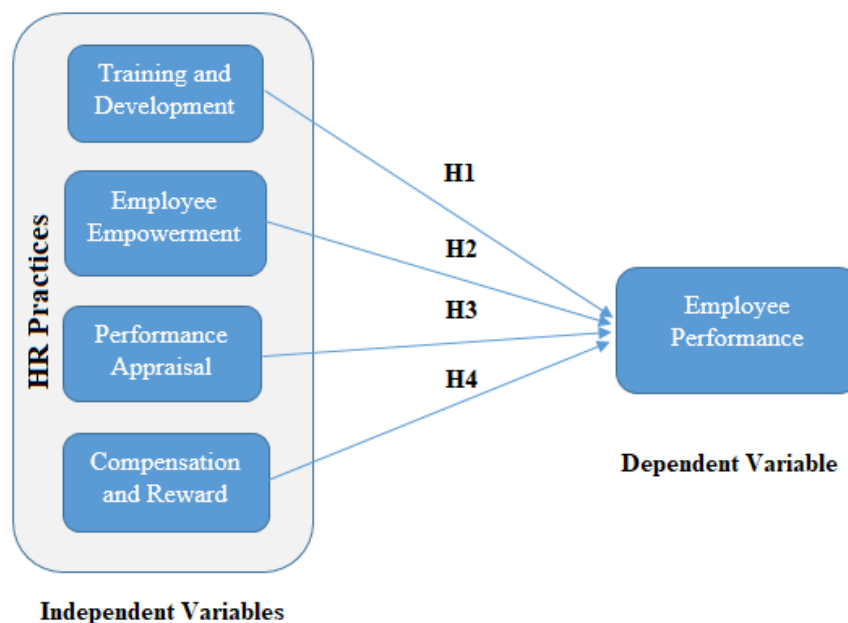 HR Practices
Training and
Development
Employee
Empowerment
Performance
Appraisal
Compensation
and Reward
H1
H2
H3
H4
Employee
Performance
Dependent Variable
Independent Variables